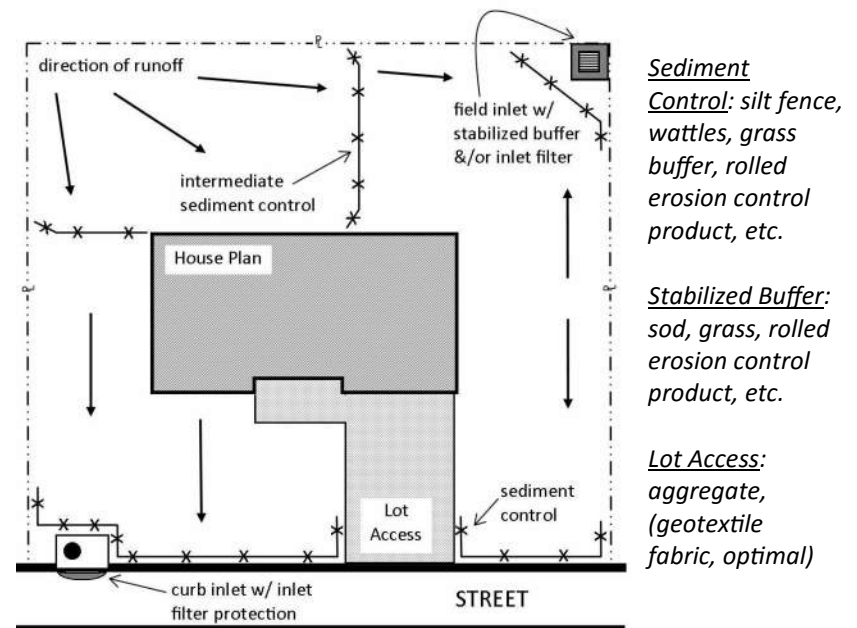 direction of runoff
field inlet w/
stabilized buffer
&/or inlet filter
intermediate
sediment control
House Plan
Lot
Access
sediment
control
curb inlet w/ inlet
filter protection
STREET
Sediment
Control: silt fence,
wattles, grass
buffer, rolled
erosion control
product, etc.
Stabilized Buffer:
sod, grass, rolled
erosion control
product, etc.
Lot Access:
aggregate,
(geotextile
fabric, optimal)